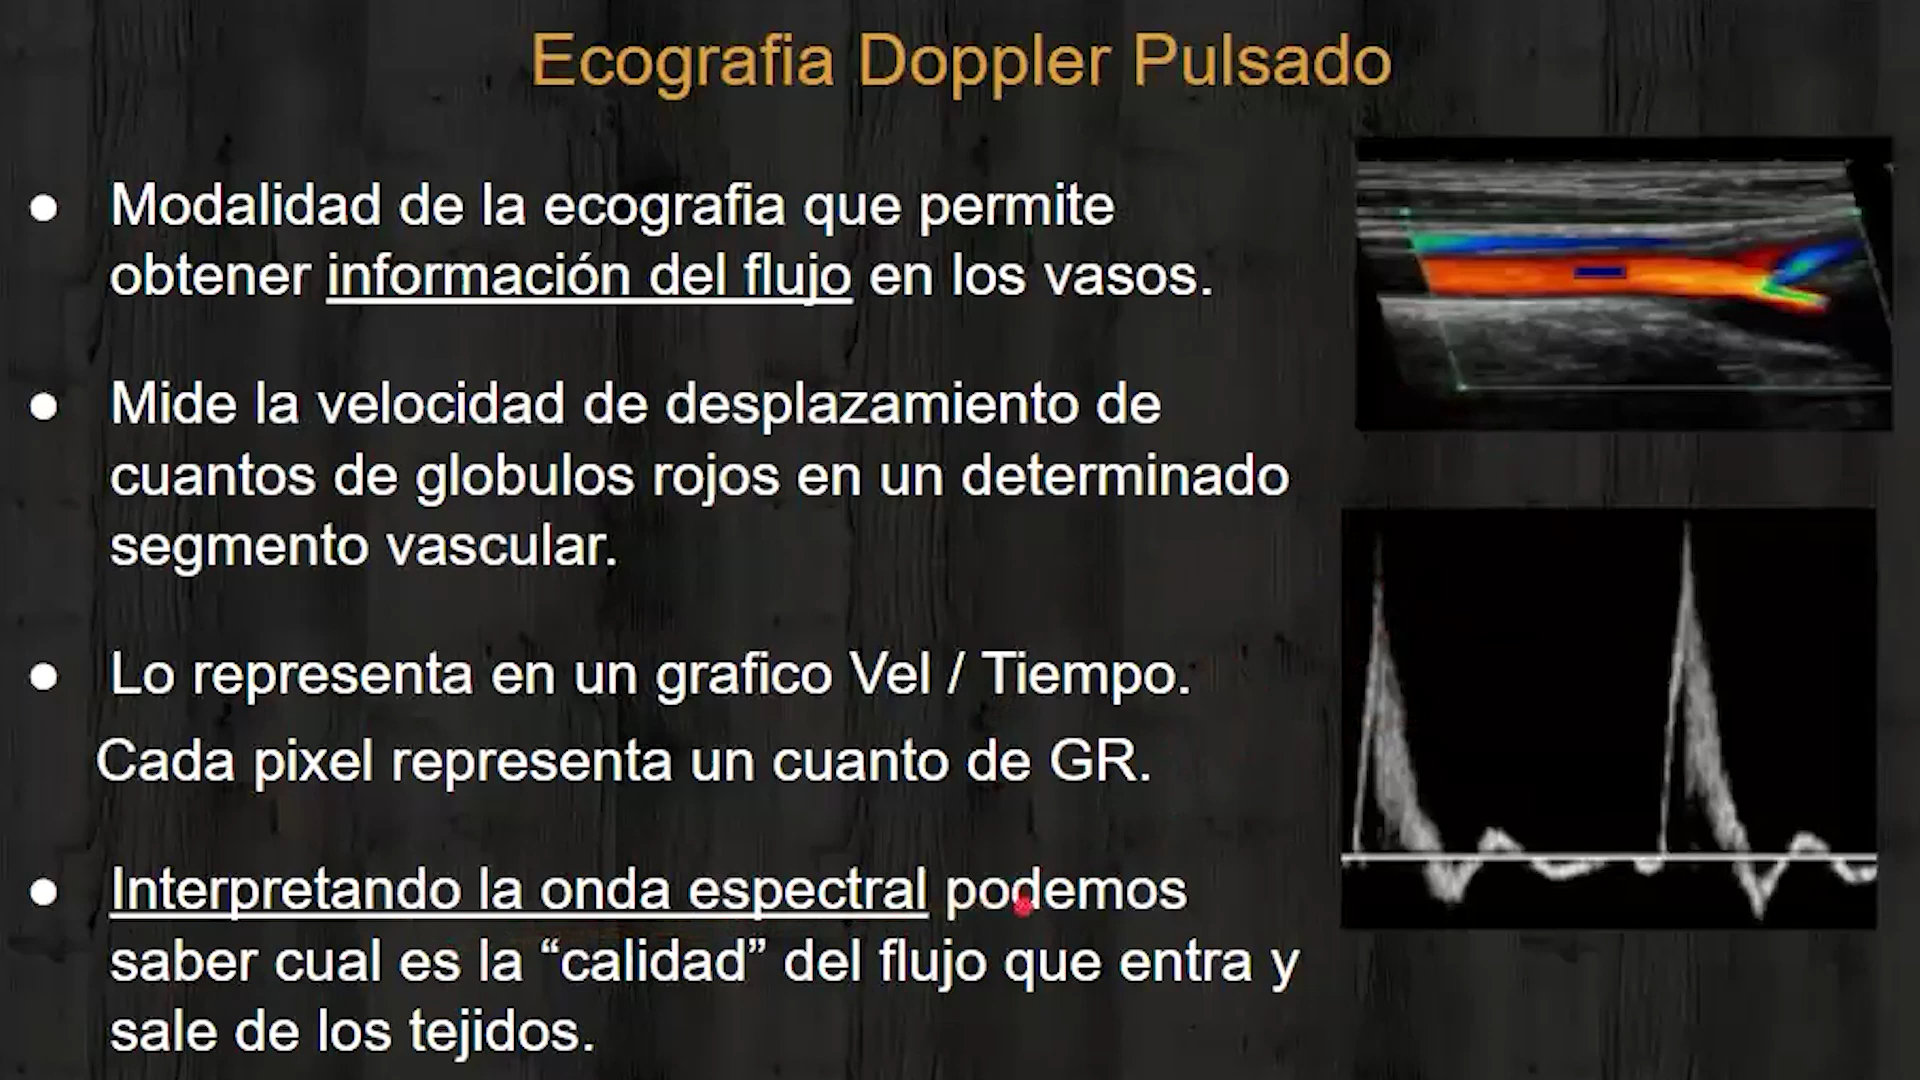 Ecografia Doppler Pulsado
● Modalidad de la ecografia que permite
obtener información del flujo en los vasos.
● Mide la velocidad de desplazamiento de
cuantos de globulos rojos en un determinado
segmento vascular.
● Lo representa en un grafico Vel / Tiempo.
Cada pixel representa un cuanto de GR.
● Interpretando la onda espectral podemos
saber cual es la “calidad” del flujo que entra y
sale de los tejidos.